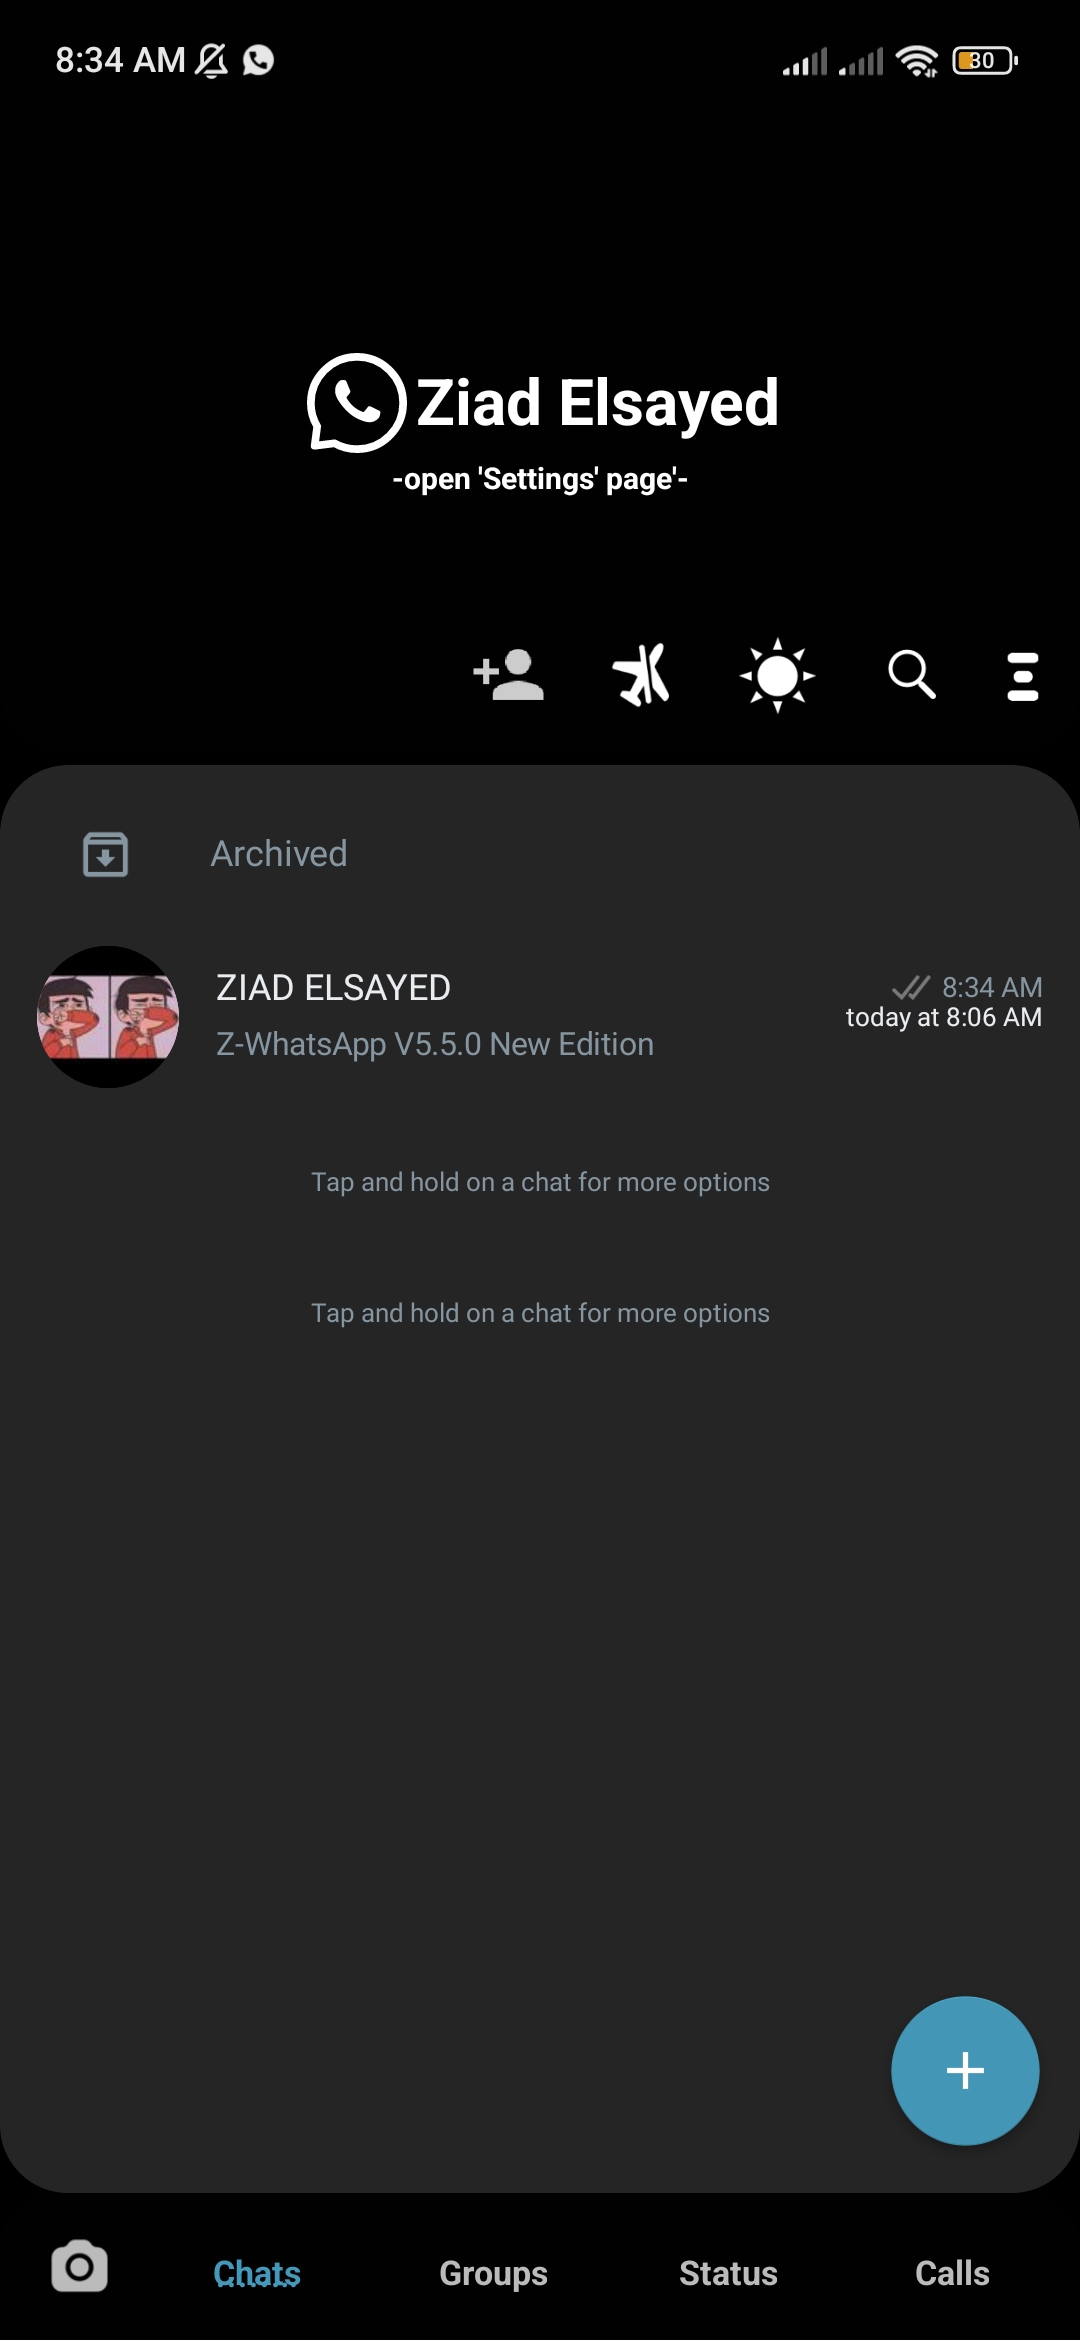 8:34 AM
30
Ziad Elsayed
-open 'Settings' page'-
Archived
ZIAD ELSAYED
8:34 AM
today at 8:06 AM
Z-WhatsApp V5.5.0 New Edition
Tap and hold on a chat for more options
Tap and hold on a chat for more options
Chats
Groups
Status
Calls